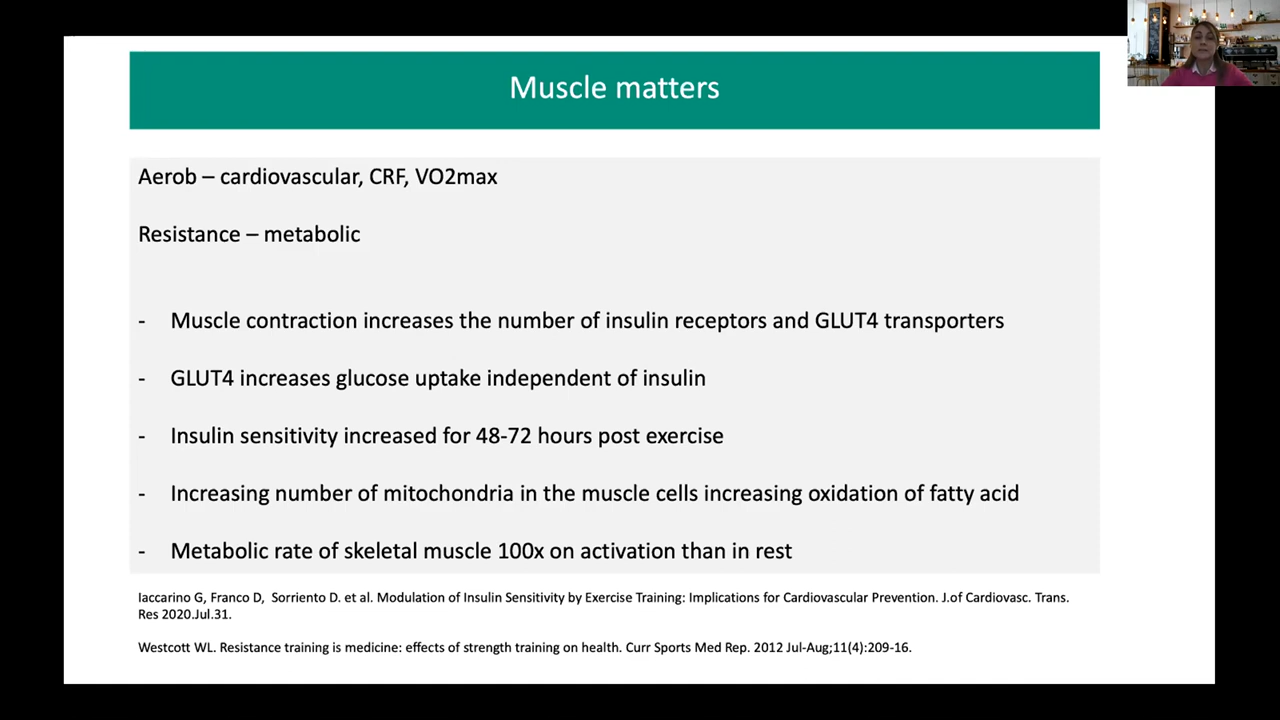 Muscle matters
Aerob – cardiovascular, CRF, VO2max
Resistance – metabolic
- Muscle contraction increases the number of insulin receptors and GLUT4 transporters
- GLUT4 increases glucose uptake independent of insulin
- Insulin sensitivity increased for 48-72 hours post exercise
- Increasing number of mitochondria in the muscle cells increasing oxidation of fatty acid
- Metabolic rate of skeletal muscle 100x on activation than in rest
Iaccarino G, Franco D,  Sorriento D. et al. Modulation of Insulin Sensitivity by Exercise Training: Implications for Cardiovascular Prevention. J.of Cardiovasc. Trans.
Res 2020.Jul.31.
Westcott WL. Resistance training is medicine: effects of strength training on health. Curr Sports Med Rep. 2012 Jul-Aug;11(4):209-16.